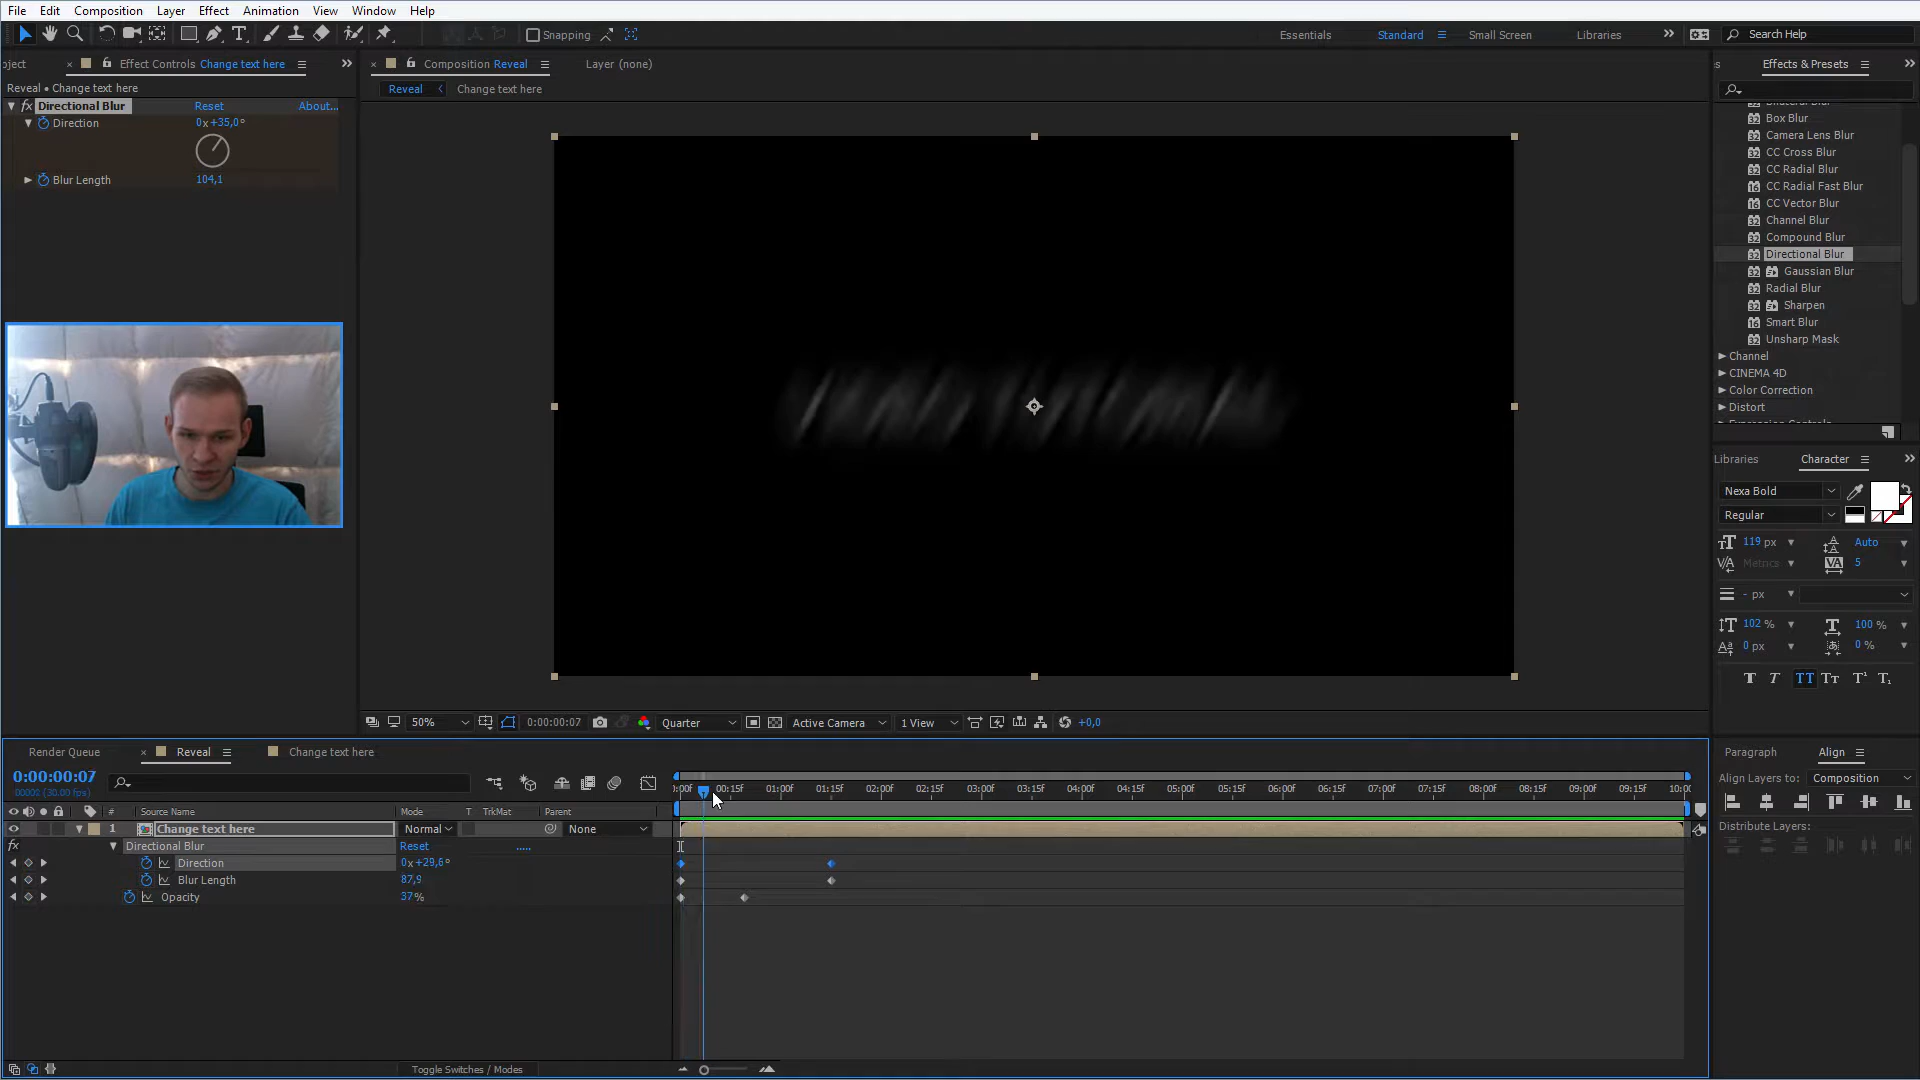 File Edit Composition Layer Effect Animation View Window Help
Snapping
Essentials Standard Small Screen Libraries Search Help
oject Effect Controls Change text here
Composition Reveal Layer (none)
Effects & Presets
Reveal • Change text here
Reveal Change text here
Directional Blur Reset About...
Direction 0x+35,0°
Blur Length 104,1
Box Blur
Camera Lens Blur
CC Cross Blur
CC Radial Blur
CC Radial Fast Blur
CC Vector Blur
Channel Blur
Compound Blur
Directional Blur
Gaussian Blur
Radial Blur
Sharpen
Smart Blur
Unsharp Mask
Channel
CINEMA 4D
Color Correction
Distort
Libraries Character
Nexa Bold
Regular
119 px Auto
Metrics 5
- px
102 % 100 %
0 px 0 %
T T TT Tt T¹ T₁
50% 0:00:00:07 Quarter Active Camera 1 View +0,0
Render Queue Reveal Change text here
Paragraph Align
0:00:00:07
00007 (30.00 fps)
Align Layers to: Composition
:00f 00:15f 01:00f 01:15f 02:00f 02:15f 03:00f 03:15f 04:00f 04:15f 05:00f 05:15f 06:00f 06:15f 07:00f 07:15f 08:00f 08:15f 09:00f 09:15f 10:00
# Source Name Mode T TrkMat Parent
1 Change text here Normal None
Distribute Layers:
Directional Blur Reset .....
Direction 0x+29,6°
Blur Length 87,9
Opacity 37%
Toggle Switches / Modes